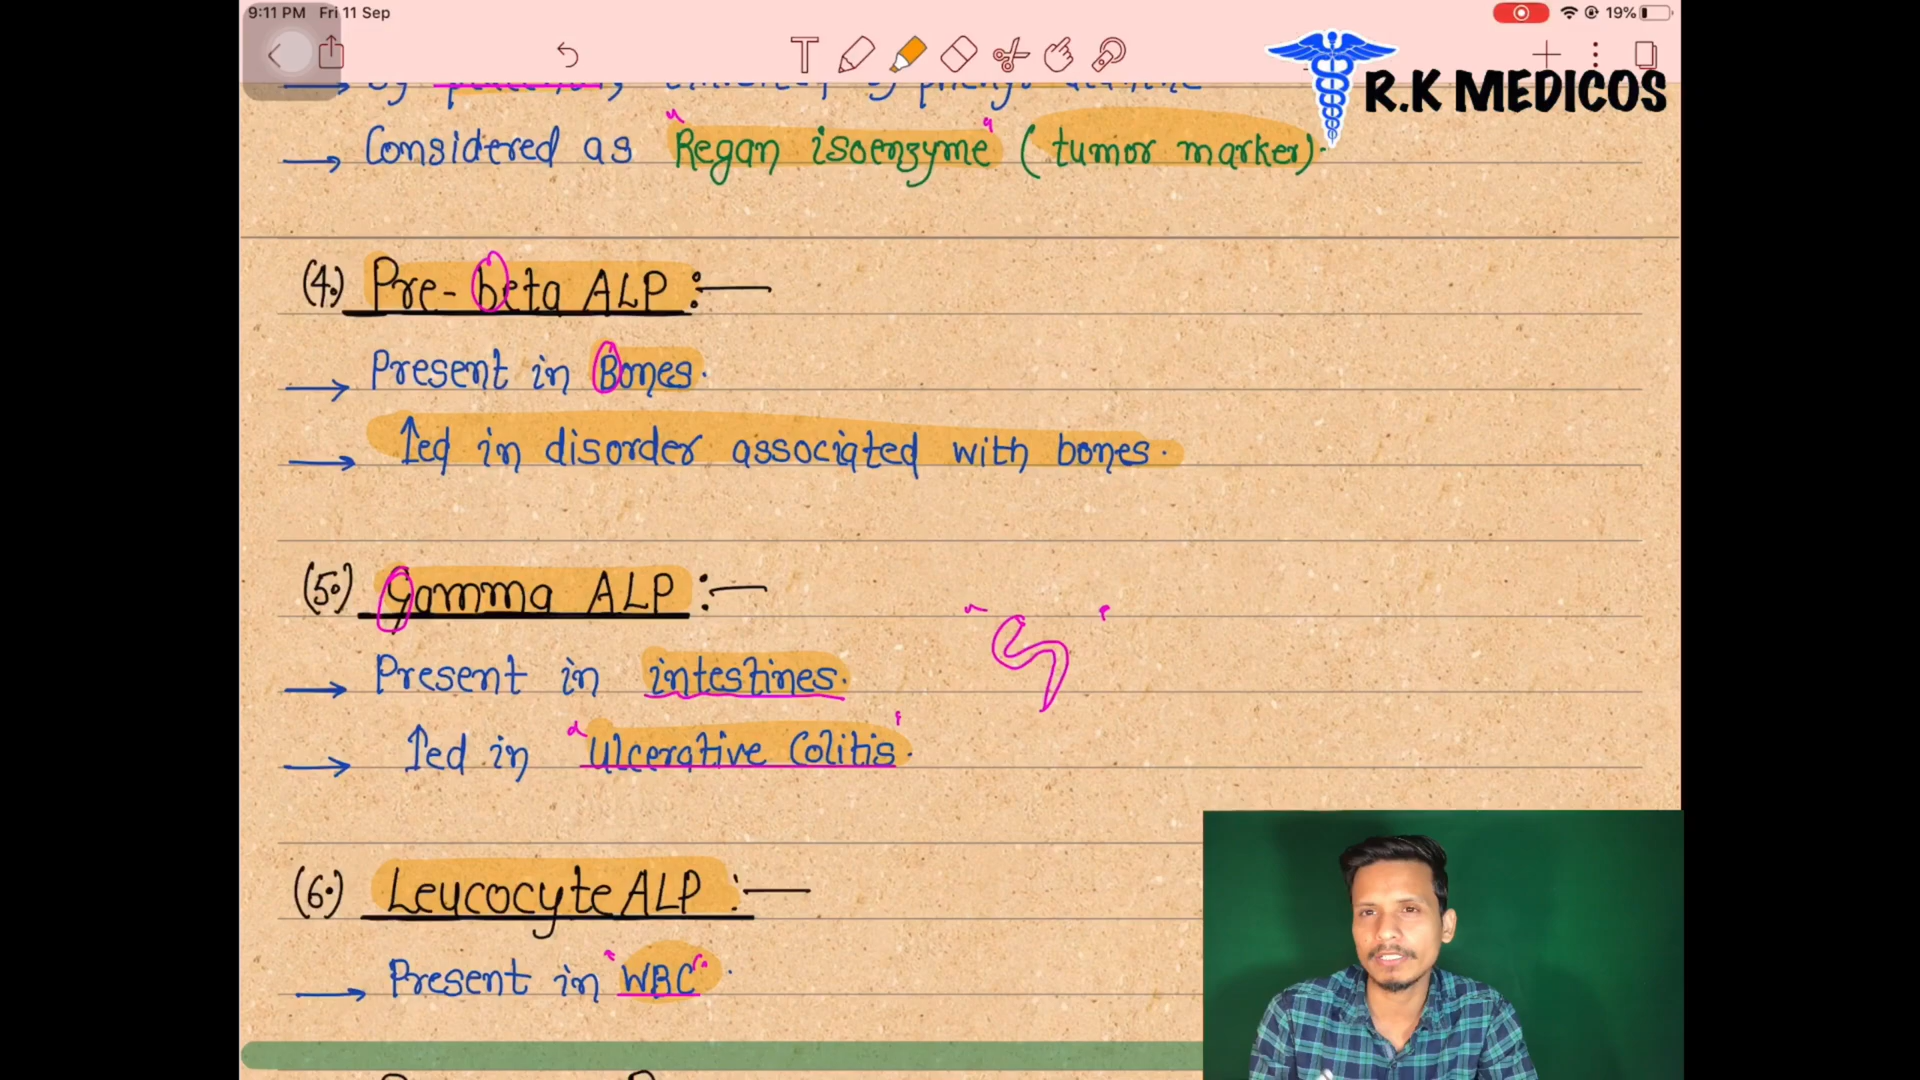 9:11 PM Fri 11 Sep
19%
T
R.K MEDICOS
→ Considered as "Regan isoenzyme" (tumor marker).
(4.) Pre-beta ALP :—
→ Present in Bones.
→ ↑ed in disorder associated with bones.
(5.) Gamma ALP :—
→ Present in intestines.
→ ↑ed in "Ulcerative Colitis".
(6.) Leucocyte ALP :—
→ Present in "WBC".